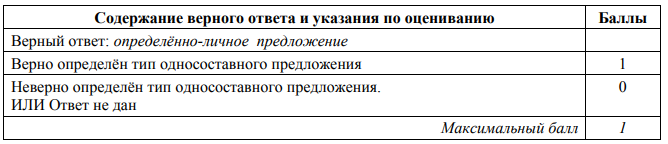 Содержание верного ответа и указания по оцениванию Баллы
Верный ответ: определённо-личное предложение
Верно определён тип односоставного предложения 1
Неверно определён тип односоставного предложения. 0
ИЛИ Ответ не дан
Максимальный балл 1